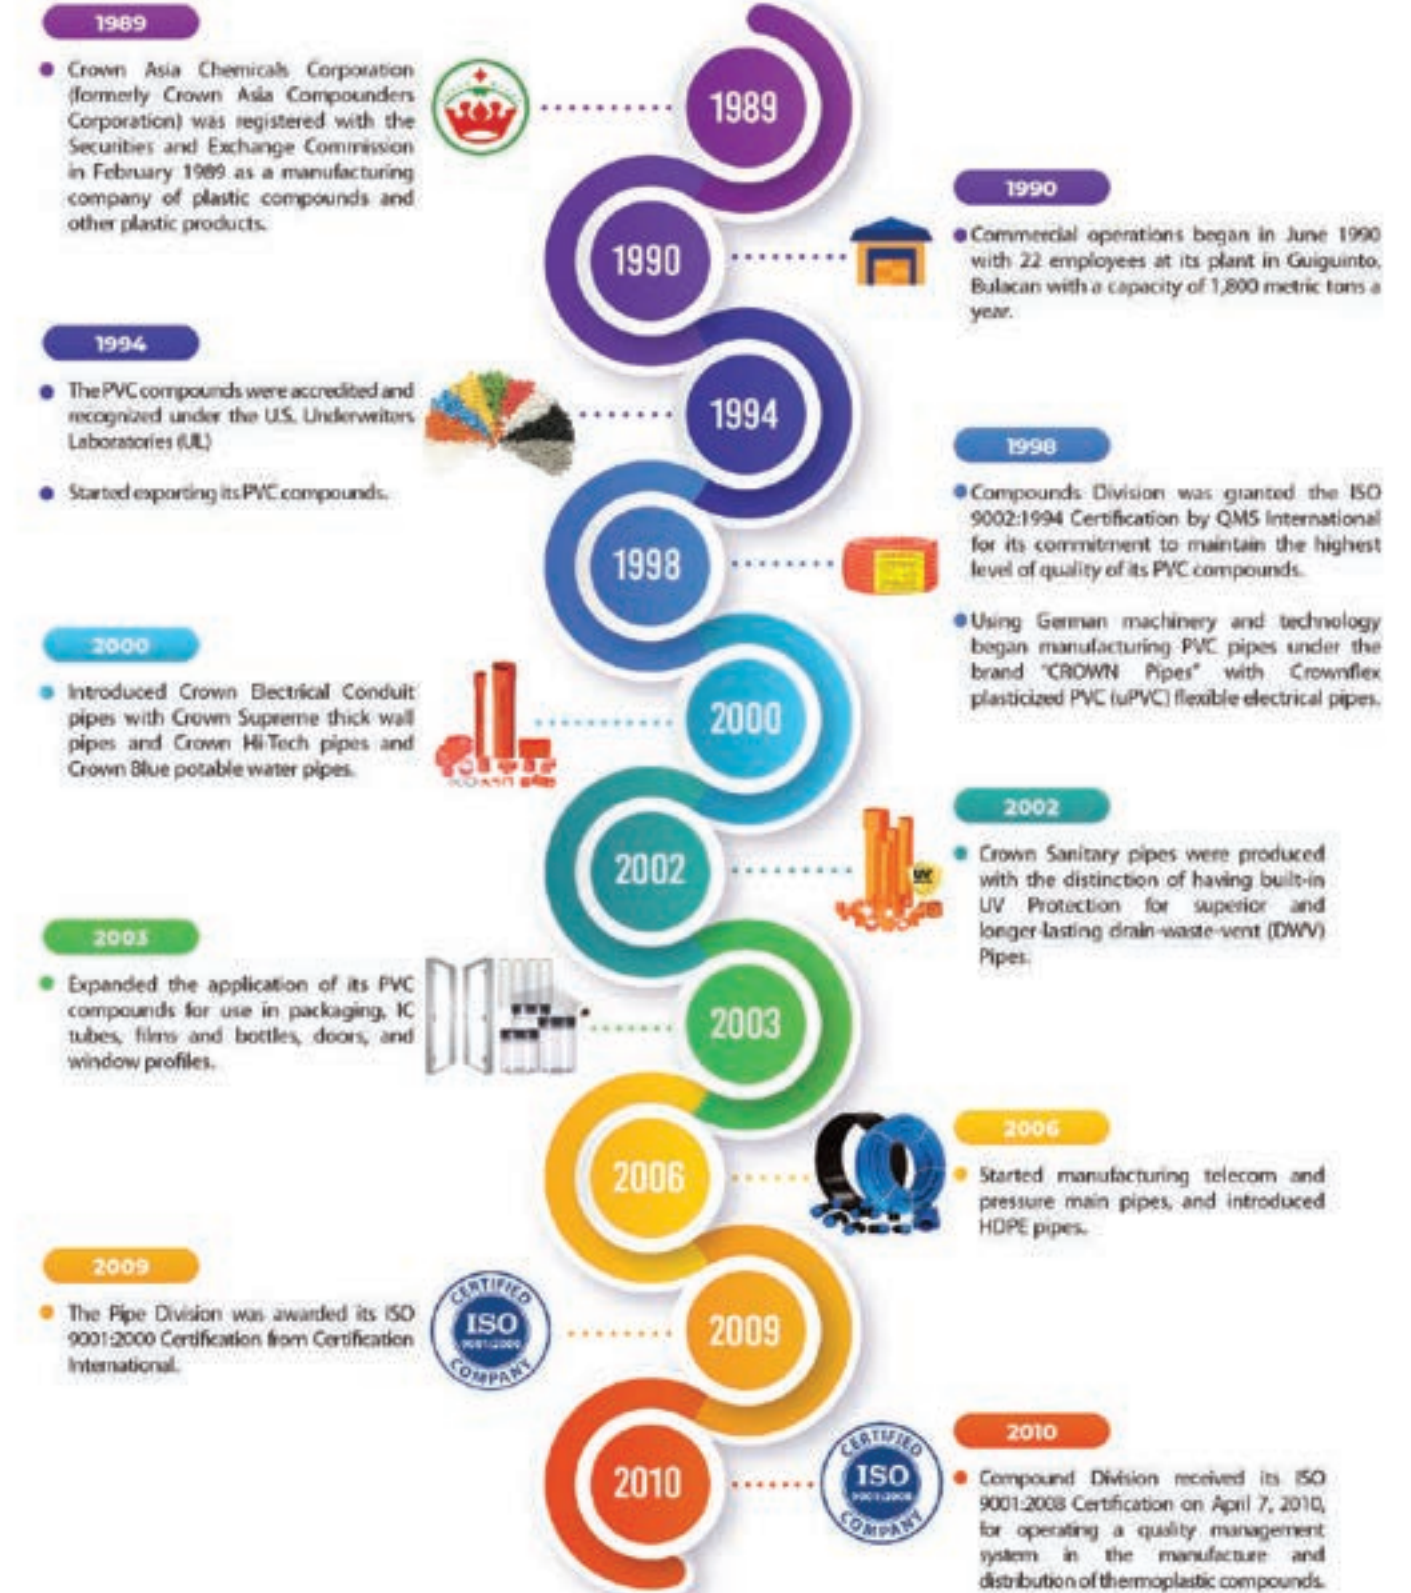 1989
Crown Asia Chemicals Corporation
(formerly Crown Asia Compounders
Corporation) was registered with the
Securities and Exchange Commission
in February 1989 as a manufacturing
company of plastic compounds and
other plastic products.
1989
1990
Commercial operations began in June 1990
with 22 employees at its plant in Guiguinto,
Bulacan with a capacity of 1,800 metric tons a
year.
1990
1994
The PVC compounds were accredited and
recognized under the U.S. Underwriters
Laboratories (UL)
Started exporting its PVC compounds.
1994
1998
Compounds Division was granted the ISO
9002:1994 Certification by QMS International
for its commitment to maintain the highest
level of quality of its PVC compounds.
Using German machinery and technology
began manufacturing PVC pipes under the
brand "CROWN Pipes" with Crownflex
plasticized PVC (uPVC) flexible electrical pipes.
1998
2000
Introduced Crown Electrical Conduit
pipes with Crown Supreme thick wall
pipes and Crown Hi-Tech pipes and
Crown Blue potable water pipes.
2000
2002
Crown Sanitary pipes were produced
with the distinction of having built-in
UV Protection for superior and
longer-lasting drain-waste-vent (DWV)
Pipes.
UV
2002
2003
Expanded the application of its PVC
compounds for use in packaging, IC
tubes, films and bottles, doors, and
window profiles.
2003
2006
Started manufacturing telecom and
pressure main pipes, and introduced
HDPE pipes.
2006
2009
The Pipe Division was awarded its ISO
9001:2000 Certification from Certification
International.
CERTIFIED
ISO
9001:2000
COMPANY
2009
2010
Compound Division received its ISO
9001:2008 Certification on April 7, 2010,
for operating a quality management
system in the manufacture and
distribution of thermoplastic compounds.
CERTIFIED
ISO
9001:2008
COMPANY
2010